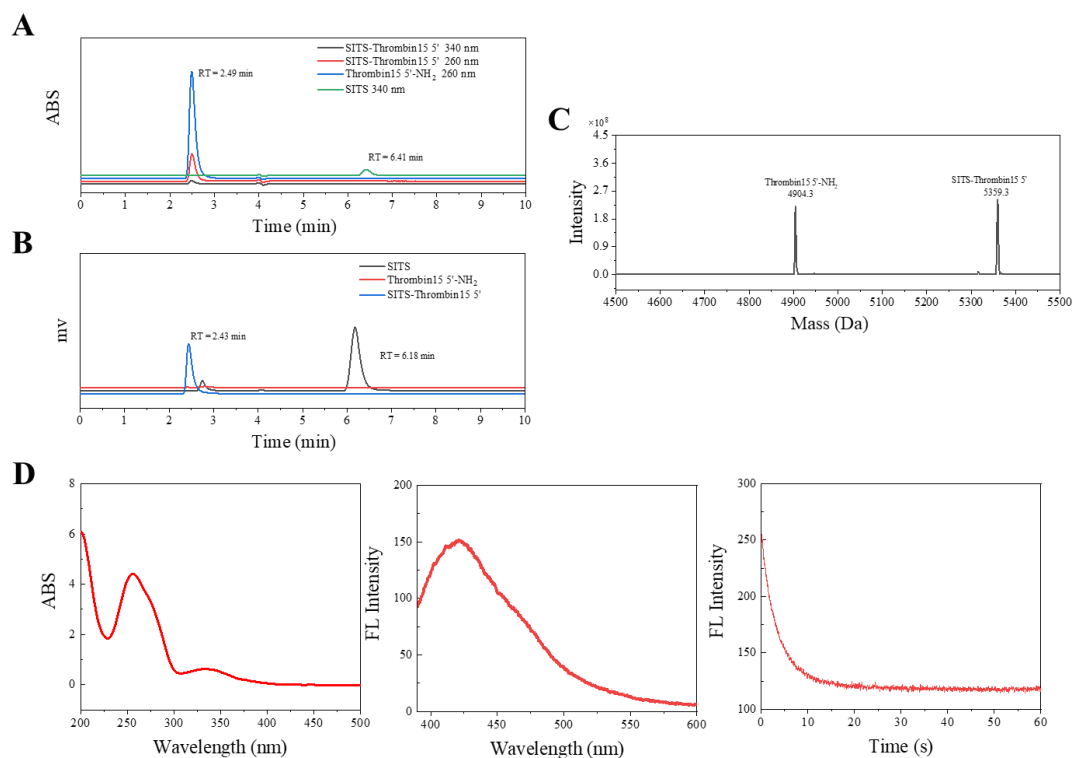 A
SITS-Thrombin15 5' 340 nm
SITS-Thrombin15 5' 260 nm
Thrombin15 5'-NH₂ 260 nm
SITS 340 nm
RT = 2.49 min
RT = 6.41 min
ABS
0 1 2 3 4 5 6 7 8 9 10
Time (min)
B
SITS
Thrombin15 5'-NH₂
SITS-Thrombin15 5'
RT = 2.43 min
RT = 6.18 min
mv
0 1 2 3 4 5 6 7 8 9 10
Time (min)
C
×10⁸
4.5
3.6
2.7
1.8
0.9
0.0
Intensity
Thrombin15 5'-NH₂
4904.3
SITS-Thrombin15 5'
5359.3
4500 4600 4700 4800 4900 5000 5100 5200 5300 5400 5500
Mass (Da)
D
8
6
4
2
0
ABS
200 250 300 350 400 450 500
Wavelength (nm)
200
150
100
50
0
FL Intensity
400 450 500 550 600
Wavelength (nm)
300
250
200
150
100
FL Intensity
0 10 20 30 40 50 60
Time (s)